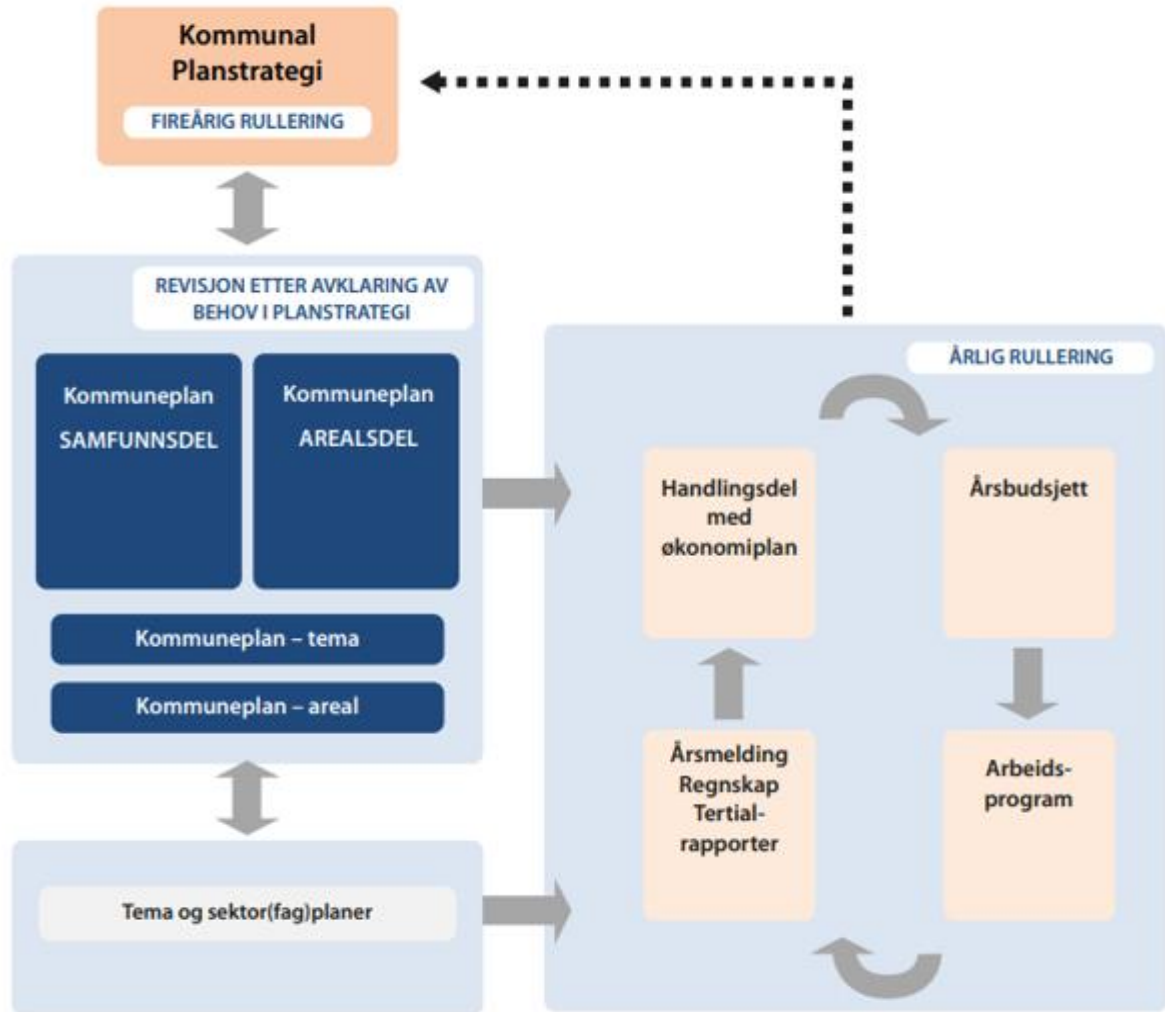 Kommunal
Planstrategi
FIREÅRIG RULLERING
REVISJON ETTER AVKLARING AV
BEHOV I PLANSTRATEGI
Kommuneplan
SAMFUNNSDEL
Kommuneplan
AREALSDEL
Kommuneplan – tema
Kommuneplan – areal
Tema og sektor(fag)planer
ÅRLIG RULLERING
Handlingsdel
med
økonomiplan
Årsbudsjett
Årsmelding
Regnskap
Tertial-
rapporter
Arbeids-
program